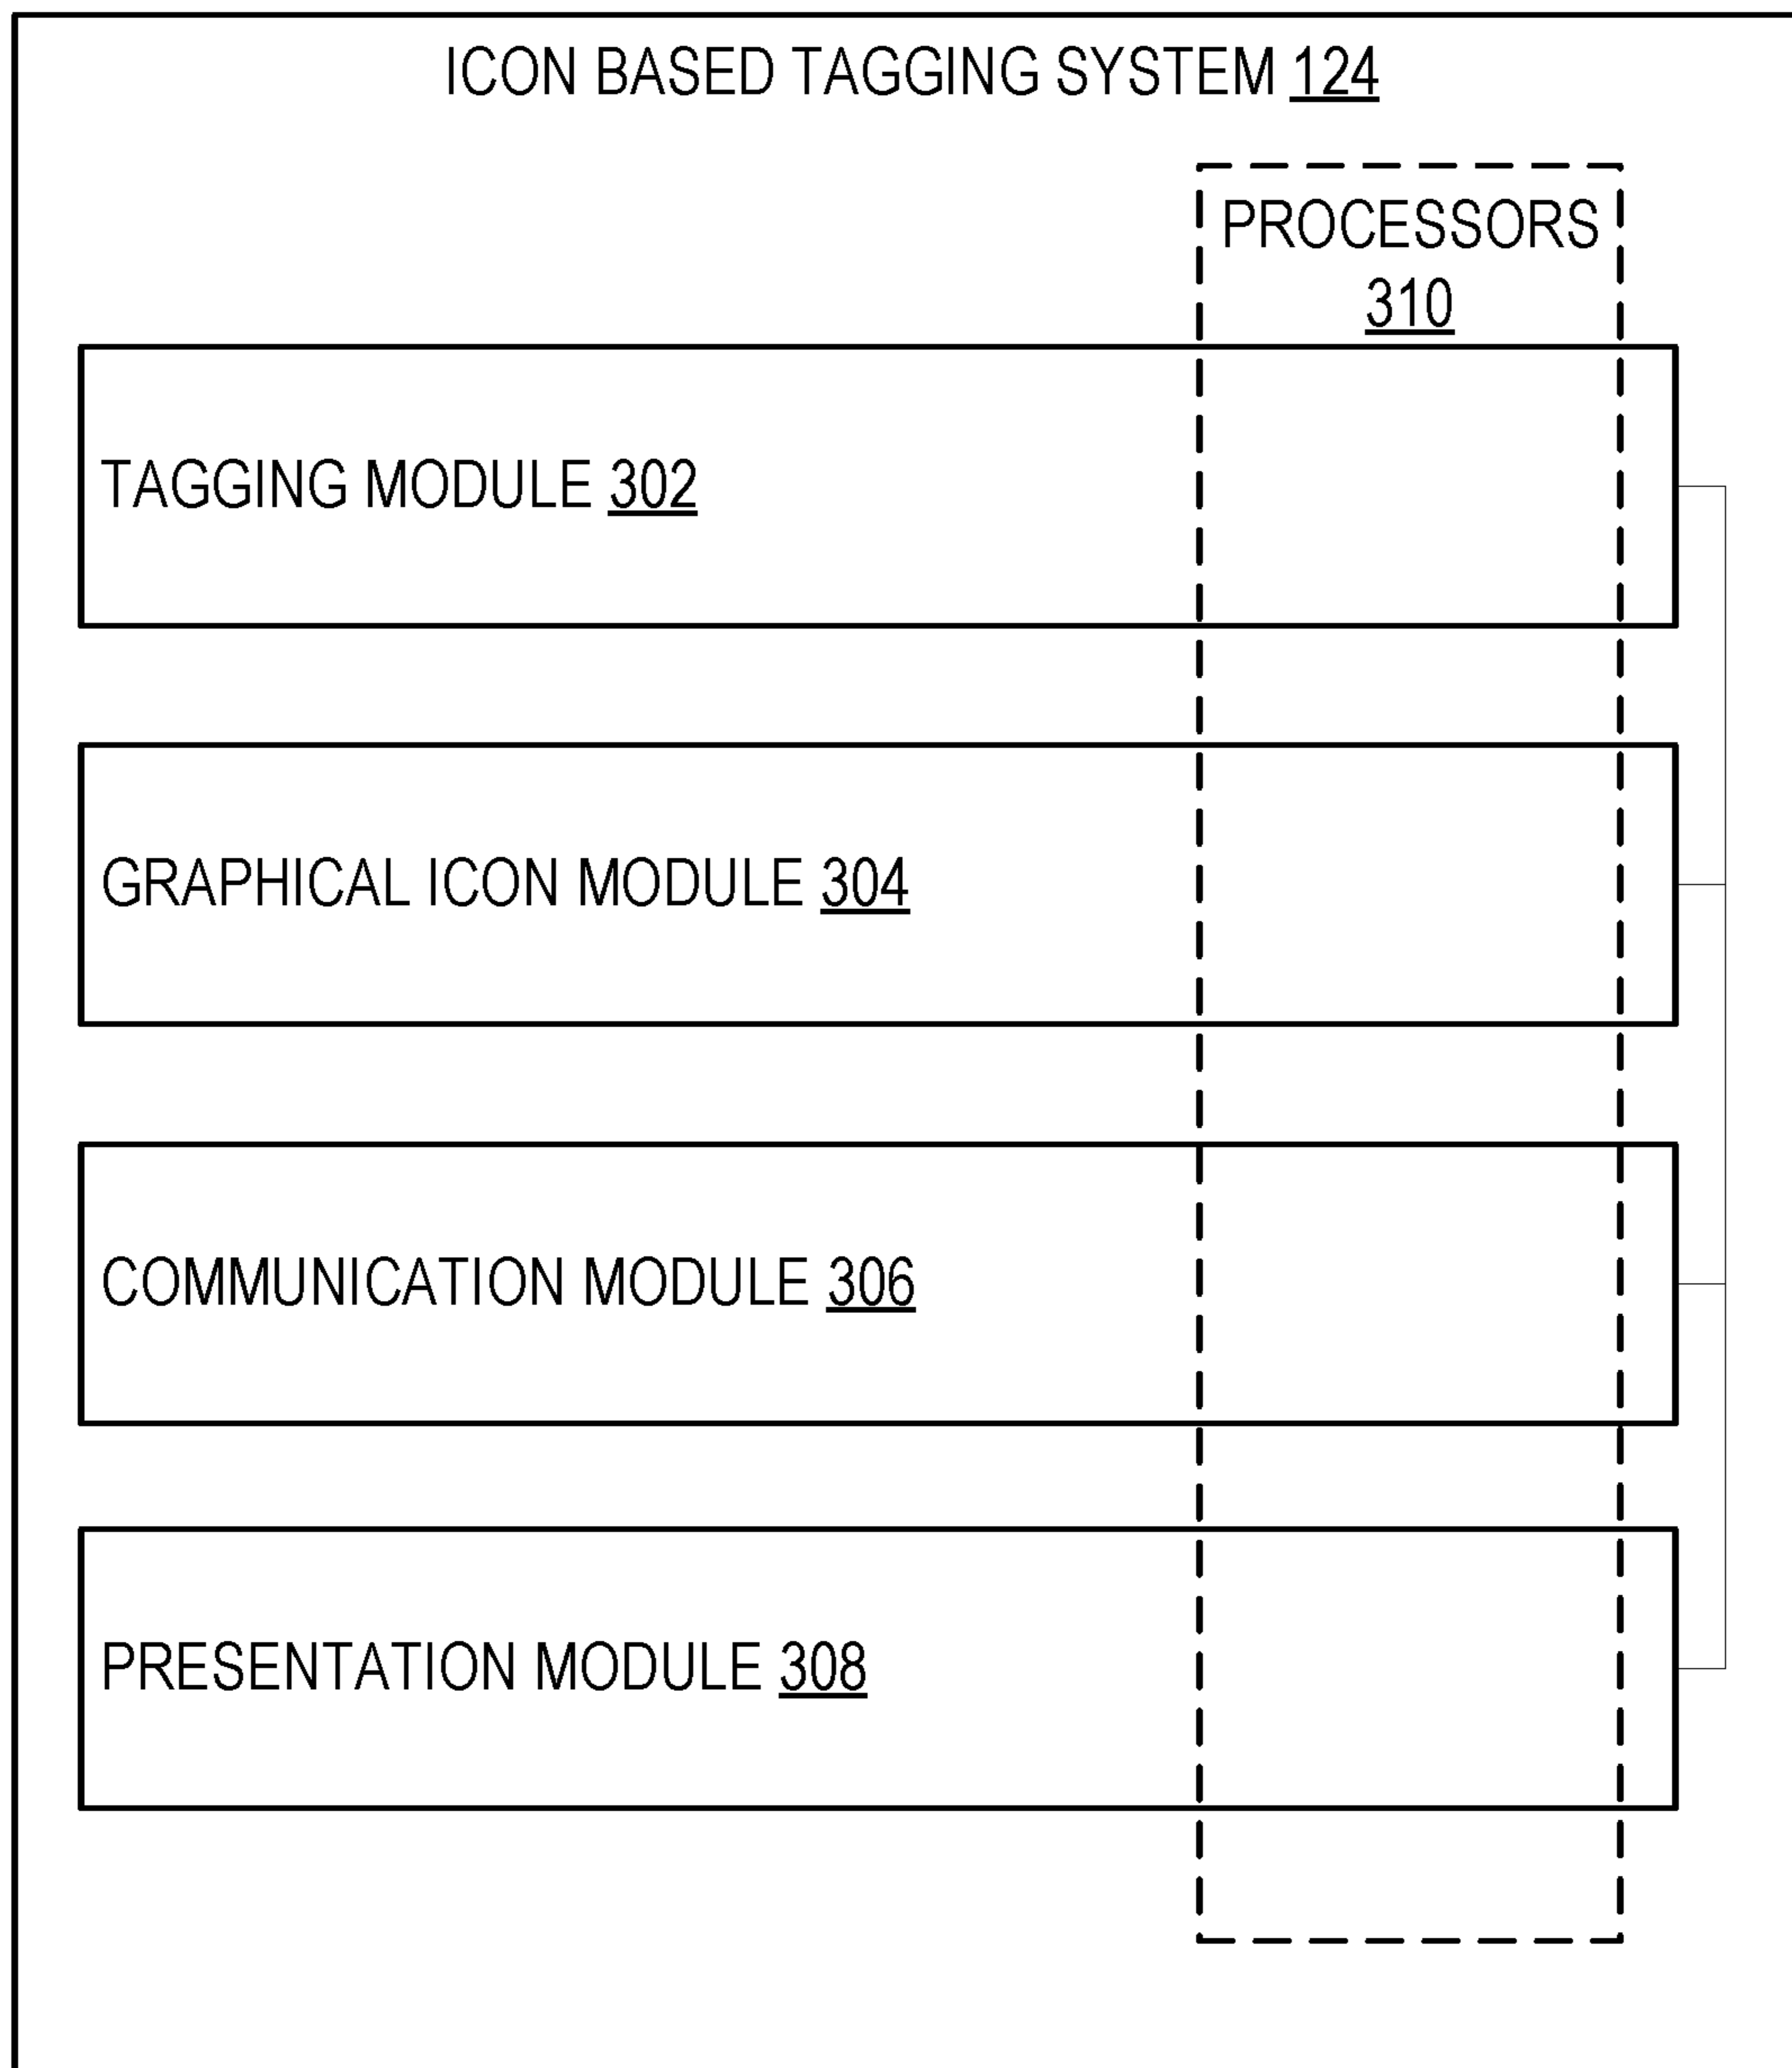 ICON BASED TAGGING SYSTEM 124
PROCESSORS
310
TAGGING MODULE 302
GRAPHICAL ICON MODULE 304
COMMUNICATION MODULE 306
PRESENTATION MODULE 308